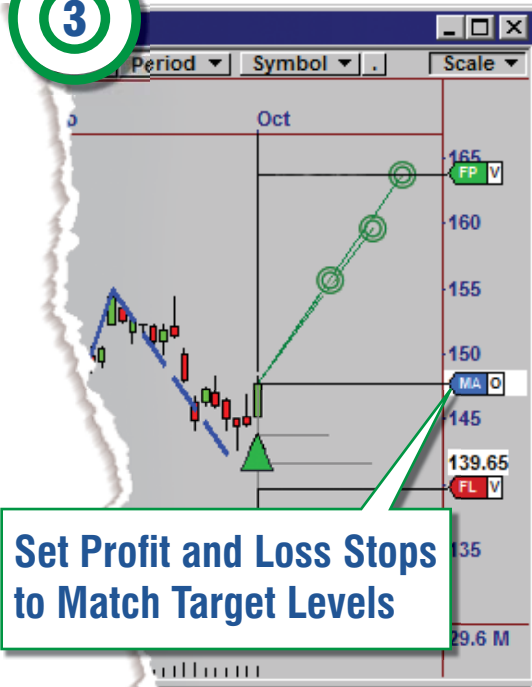 3
Period Symbol . Scale
Oct
165
FP V
160
155
150
MA O
145
139.65
FL V
135
Set Profit and Loss Stops
to Match Target Levels
29.6 M